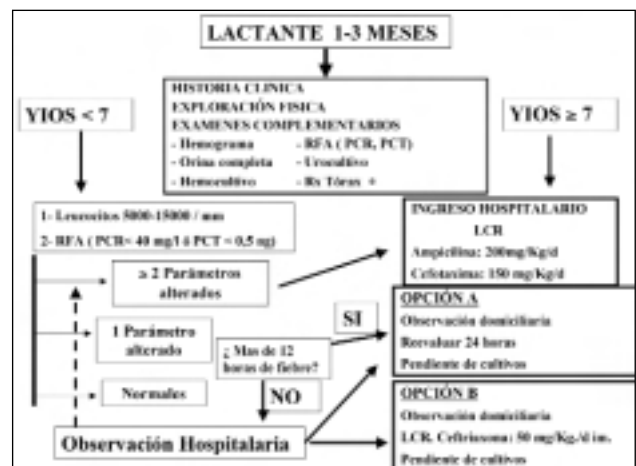 LACTANTE 1-3 MESES
HISTORIA CLINICA
EXPLORACIÓN FISICA
EXAMENES COMPLEMENTARIOS
- Hemograma - RFA ( PCR, PCT)
- Orina completa - Urocultivo
- Hemocultivo - Rx Tórax +
YIOS < 7
YIOS ≥ 7
1- Leucocitos 5000-15000 / mm
2- RFA ( PCR= 40 mg/l ó PCT = 0,5 ng)
INGRESO HOSPITALARIO
LCR
Ampicilina: 200mg/Kg/d
Cefotaxima: 150 mg/Kg/d
≥ 2 Parámetros
alterados
1 Parámetro
alterado
Normales
¿ Mas de 12
horas de fiebre?
SI
NO
OPCIÓN A
Observación domiciliaria
Reevaluar 24 horas
Pendiente de cultivos
Observación Hospitalaria
OPCIÓN B
Observación domiciliaria
LCR. Ceftriaxona: 50 mg/Kg./d im.
Pendiente de cultivos